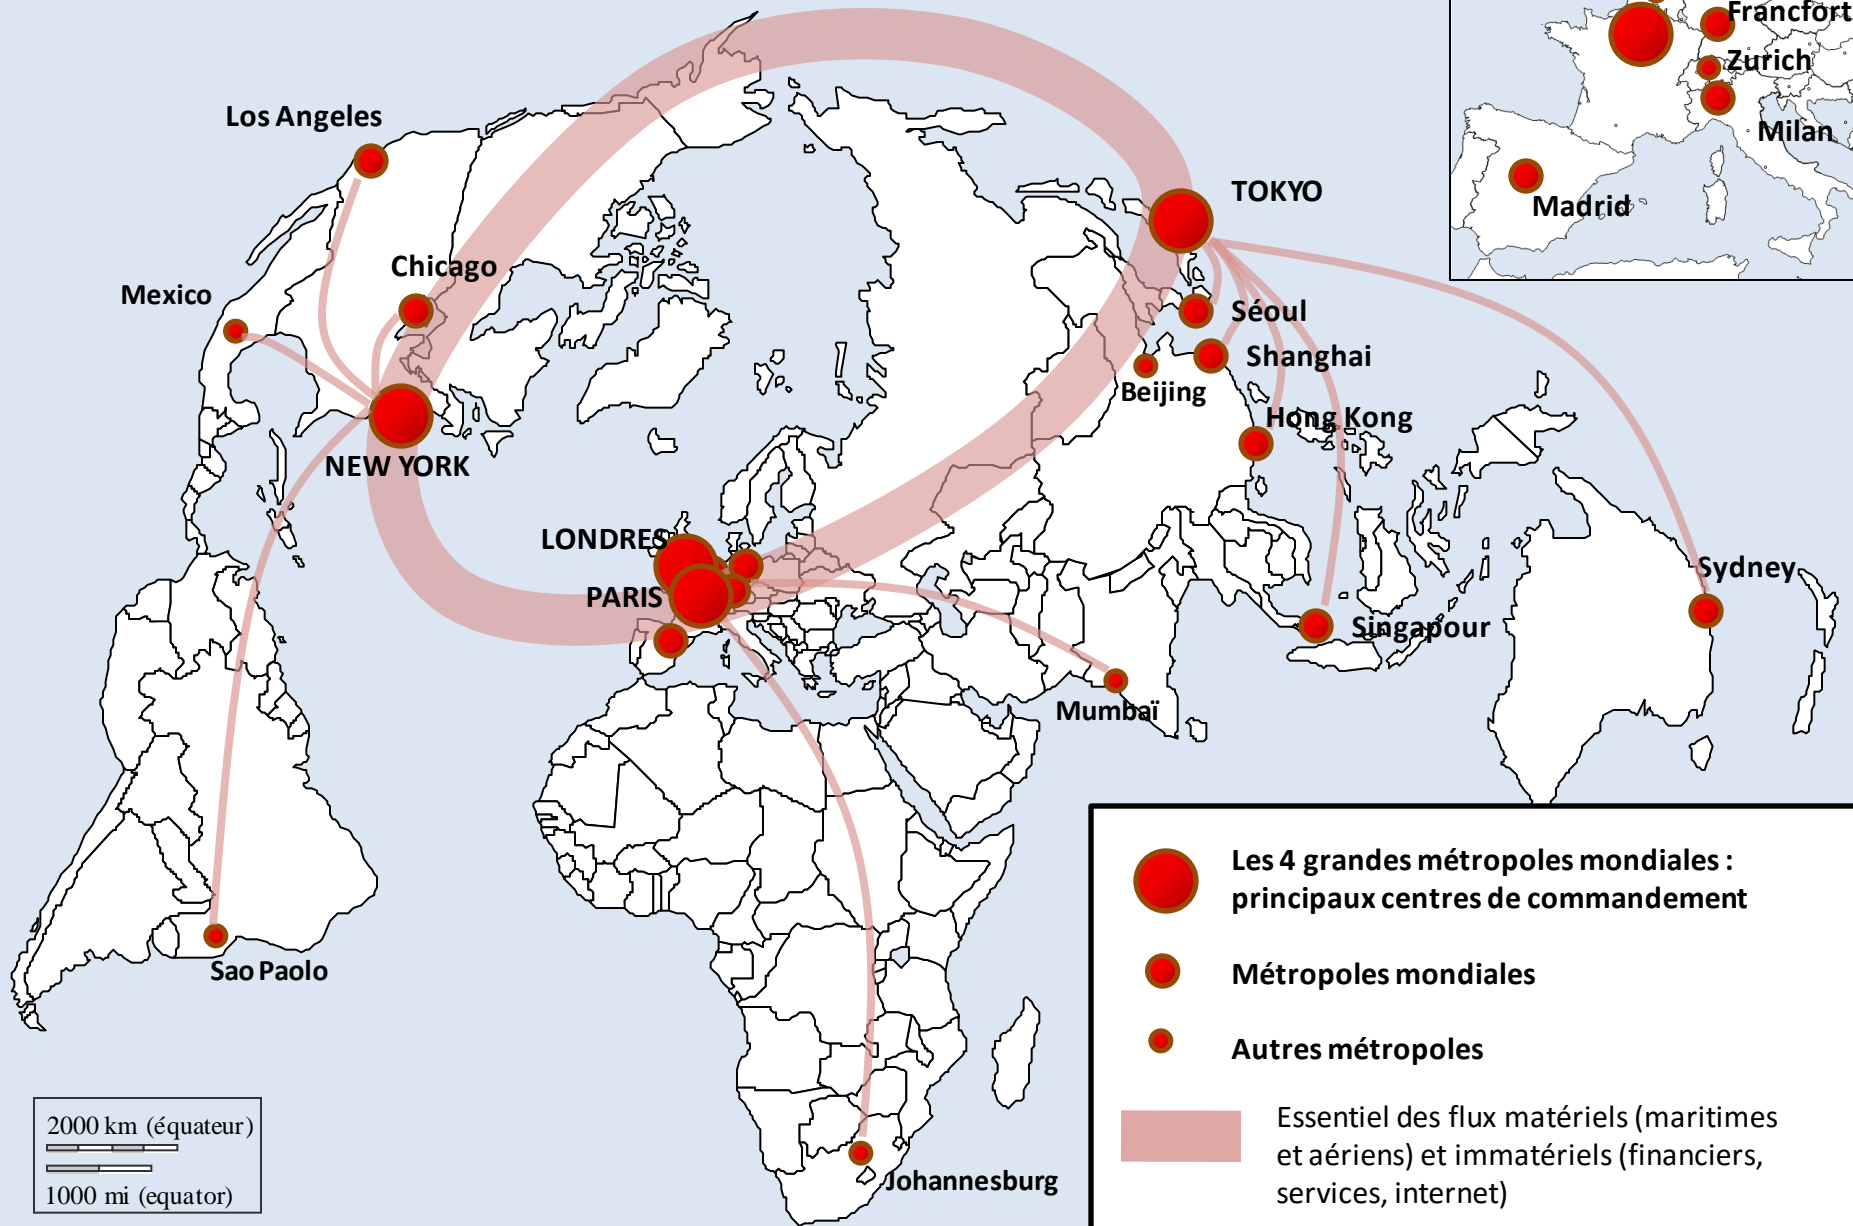 Francfort
Zurich
Milan
Madrid
Los Angeles
TOKYO
Chicago
Mexico
Séoul
Shanghai
Beijing
Hong Kong
NEW YORK
LONDRES
PARIS
Sydney
Singapour
Mumbaï
Sao Paolo
Johannesburg
Les 4 grandes métropoles mondiales :
principaux centres de commandement
Métropoles mondiales
Autres métropoles
Essentiel des flux matériels (maritimes
et aériens) et immatériels (financiers,
services, internet)
2000 km (équateur)
1000 mi (equator)